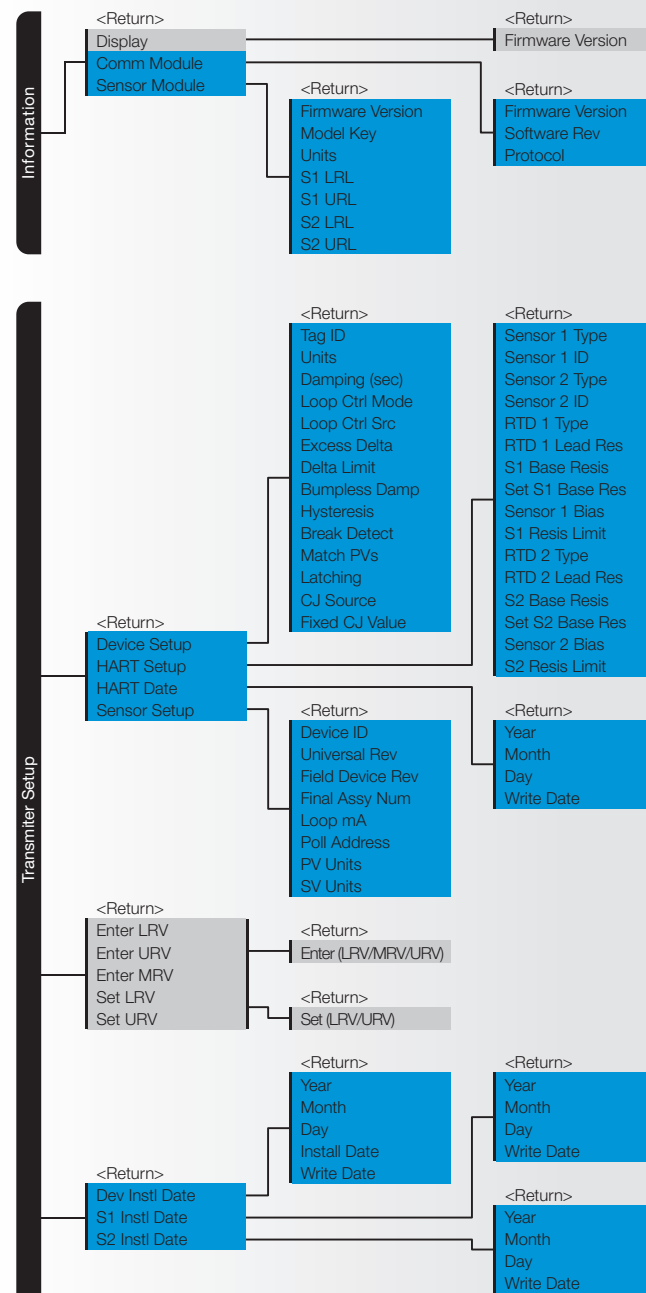 Information
<Return>
Display
Comm Module
Sensor Module
<Return>
Firmware Version
<Return>
Firmware Version
Model Key
Units
S1 LRL
S1 URL
S2 LRL
S2 URL
<Return>
Firmware Version
Software Rev
Protocol
Transmiter Setup
<Return>
Device Setup
HART Setup
HART Date
Sensor Setup
<Return>
Tag ID
Units
Damping (sec)
Loop Ctrl Mode
Loop Ctrl Src
Excess Delta
Delta Limit
Bumpless Damp
Hysteresis
Break Detect
Match PVs
Latching
CJ Source
Fixed CJ Value
<Return>
Sensor 1 Type
Sensor 1 ID
Sensor 2 Type
Sensor 2 ID
RTD 1 Type
RTD 1 Lead Res
S1 Base Resis
Set S1 Base Res
Sensor 1 Bias
S1 Resis Limit
RTD 2 Type
RTD 2 Lead Res
S2 Base Resis
Set S2 Base Res
Sensor 2 Bias
S2 Resis Limit
<Return>
Device ID
Universal Rev
Field Device Rev
Final Assy Num
Loop mA
Poll Address
PV Units
SV Units
<Return>
Year
Month
Day
Write Date
<Return>
Enter LRV
Enter URV
Enter MRV
Set LRV
Set URV
<Return>
Enter (LRV/MRV/URV)
<Return>
Set (LRV/URV)
<Return>
Dev Instl Date
S1 Instl Date
S2 Instl Date
<Return>
Year
Month
Day
Install Date
Write Date
<Return>
Year
Month
Day
Write Date
<Return>
Year
Month
Day
Write Date